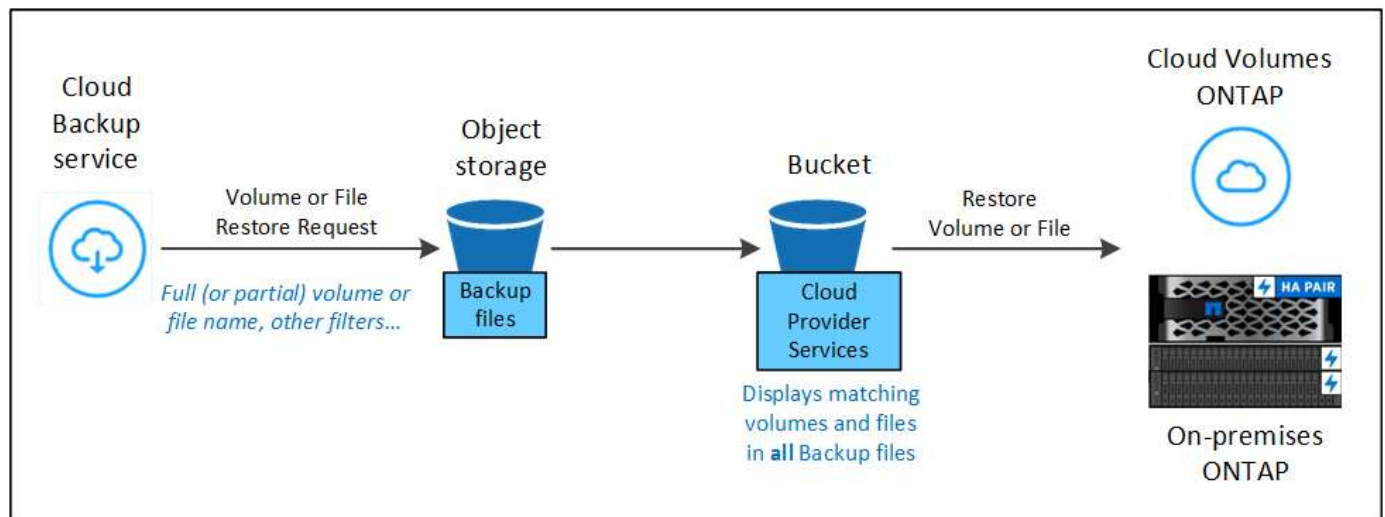 Cloud
Backup
service
Volume or File
Restore Request
Full (or partial) volume or
file name, other filters...
Object
storage
Backup
files
Bucket
Cloud
Provider
Services
Displays matching
volumes and files
in all Backup files
Restore
Volume or File
Cloud Volumes
ONTAP
HA PAIR
On-premises
ONTAP